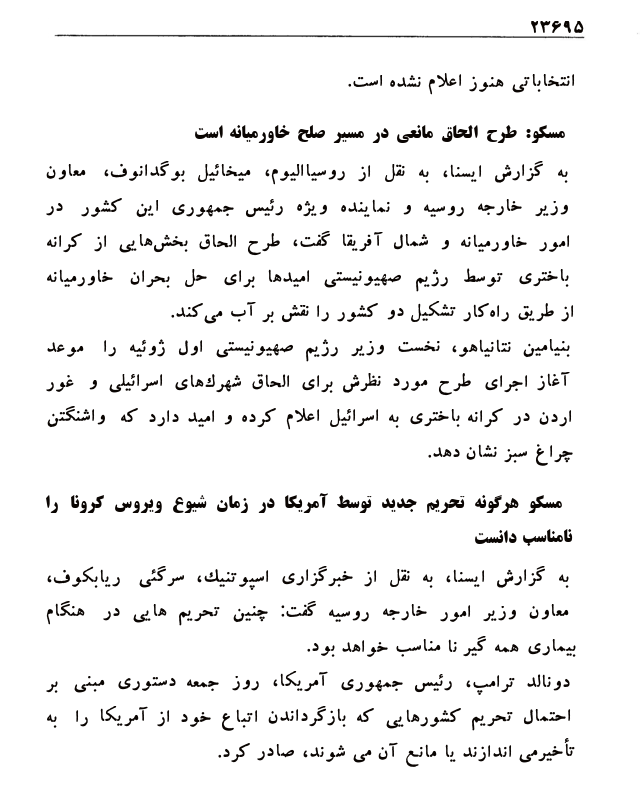 ۲۳۶۹۵
انتخاباتی هنوز اعلام نشده است.
مسکو: طرح الحاق مانعی در مسیر صلح خاورمیانه است
به گزارش ایسنا، به نقل از روسیاالیوم، میخائیل بوگدانوف، معاون
وزیر خارجه روسیه و نماینده ویژه رئیس جمهوری این کشور در
امور خاورمیانه و شمال آفریقا گفت، طرح الحاق بخش‌هایی از کرانه
باختری توسط رژیم صهیونیستی امیدها برای حل بحران خاورمیانه
از طریق راه‌کار تشکیل دو کشور را نقش بر آب می‌کند.
بنیامین نتانیاهو، نخست وزیر رژیم صهیونیستی اول ژوئیه را موعد
آغاز اجرای طرح مورد نظرش برای الحاق شهرك‌های اسرائیلی و غور
اردن در کرانه باختری به اسرائیل اعلام کرده و امید دارد که واشنگتن
چراغ سبز نشان دهد.
مسکو هرگونه تحریم جدید توسط آمریکا در زمان شیوع ویروس کرونا را
نامناسب دانست
به گزارش ایسنا، به نقل از خبرگزاری اسپوتنیك، سرگئی ریابکوف،
معاون وزیر امور خارجه روسیه گفت: چنین تحریم هایی در هنگام
بیماری همه گیر نا مناسب خواهد بود.
دونالد ترامپ، رئیس جمهوری آمریکا، روز جمعه دستوری مبنی بر
احتمال تحریم کشورهایی که بازگرداندن اتباع خود از آمریکا را به
تأخیرمی اندازند یا مانع آن می شوند، صادر کرد.